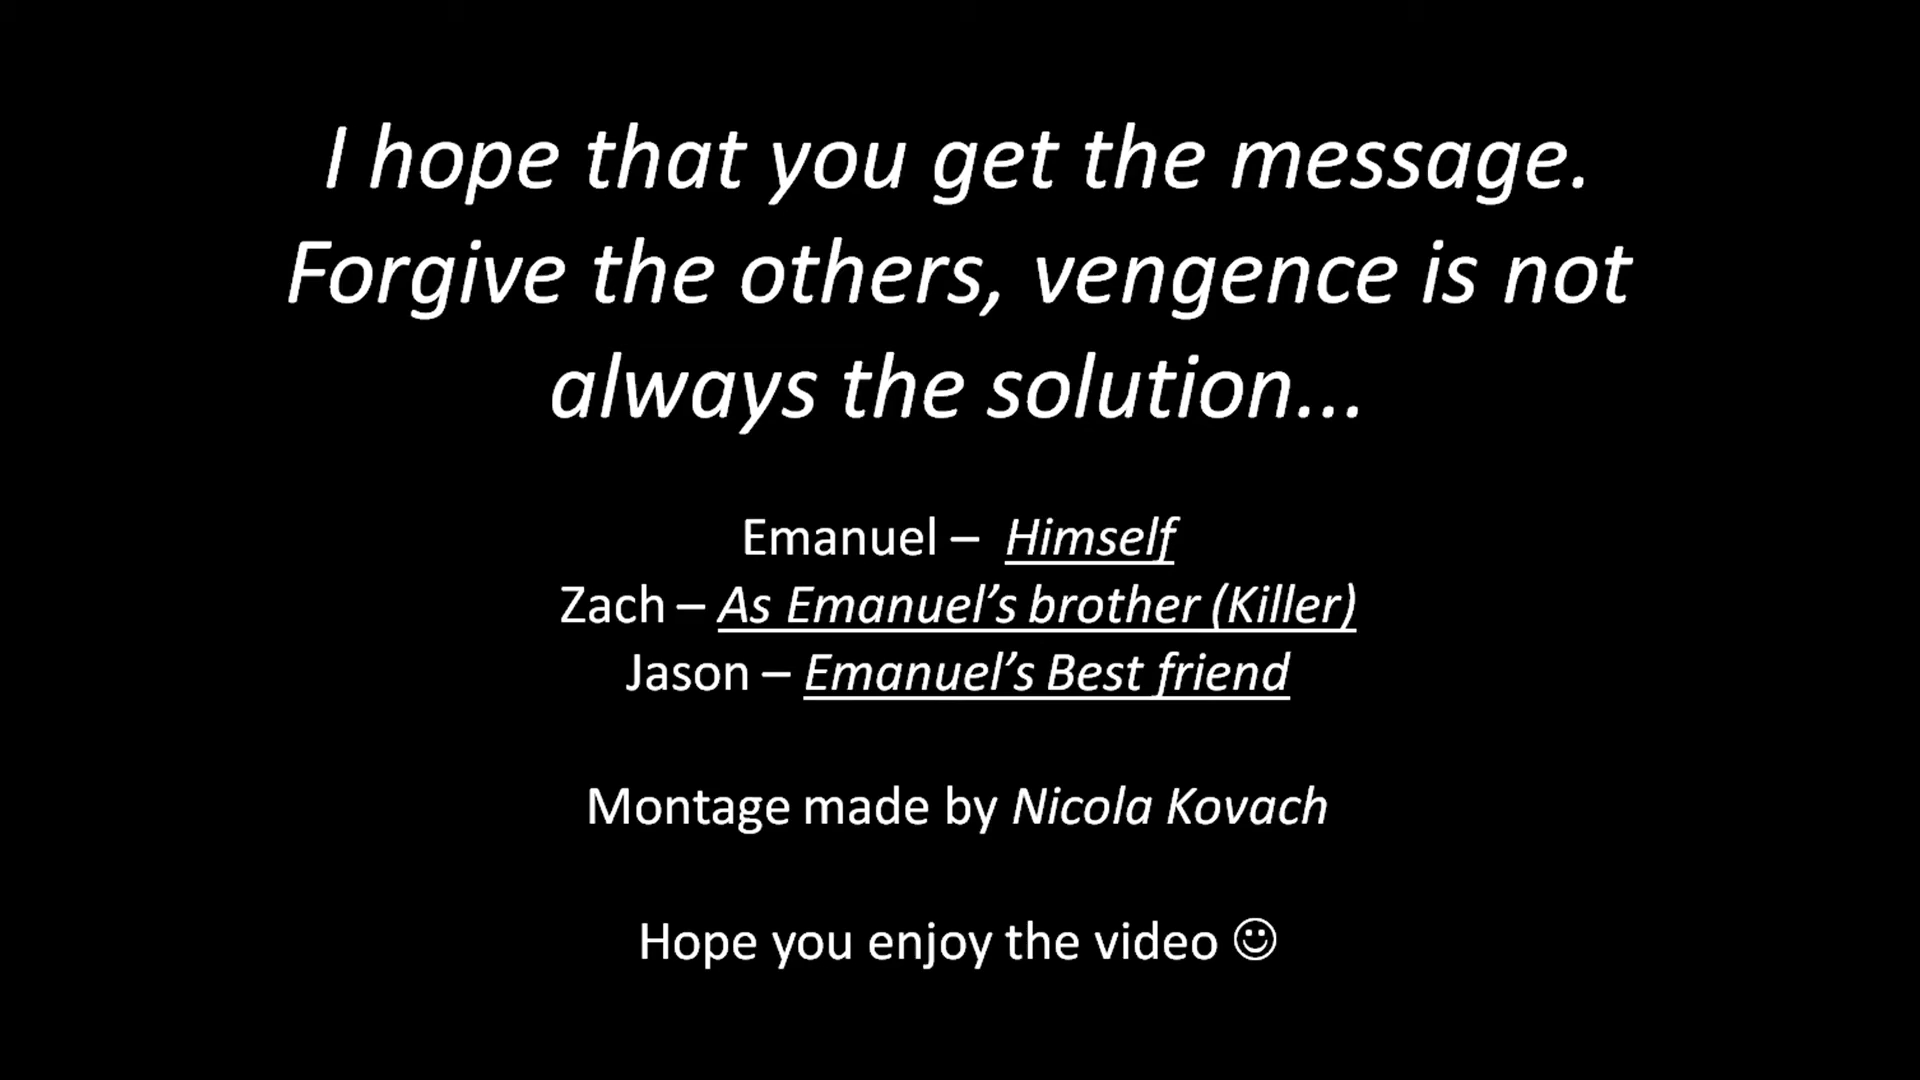 I hope that you get the message.
Forgive the others, vengence is not
always the solution...
Emanuel – Himself
Zach – As Emanuel’s brother (Killer)
Jason – Emanuel’s Best friend
Montage made by Nicola Kovach
Hope you enjoy the video ☺